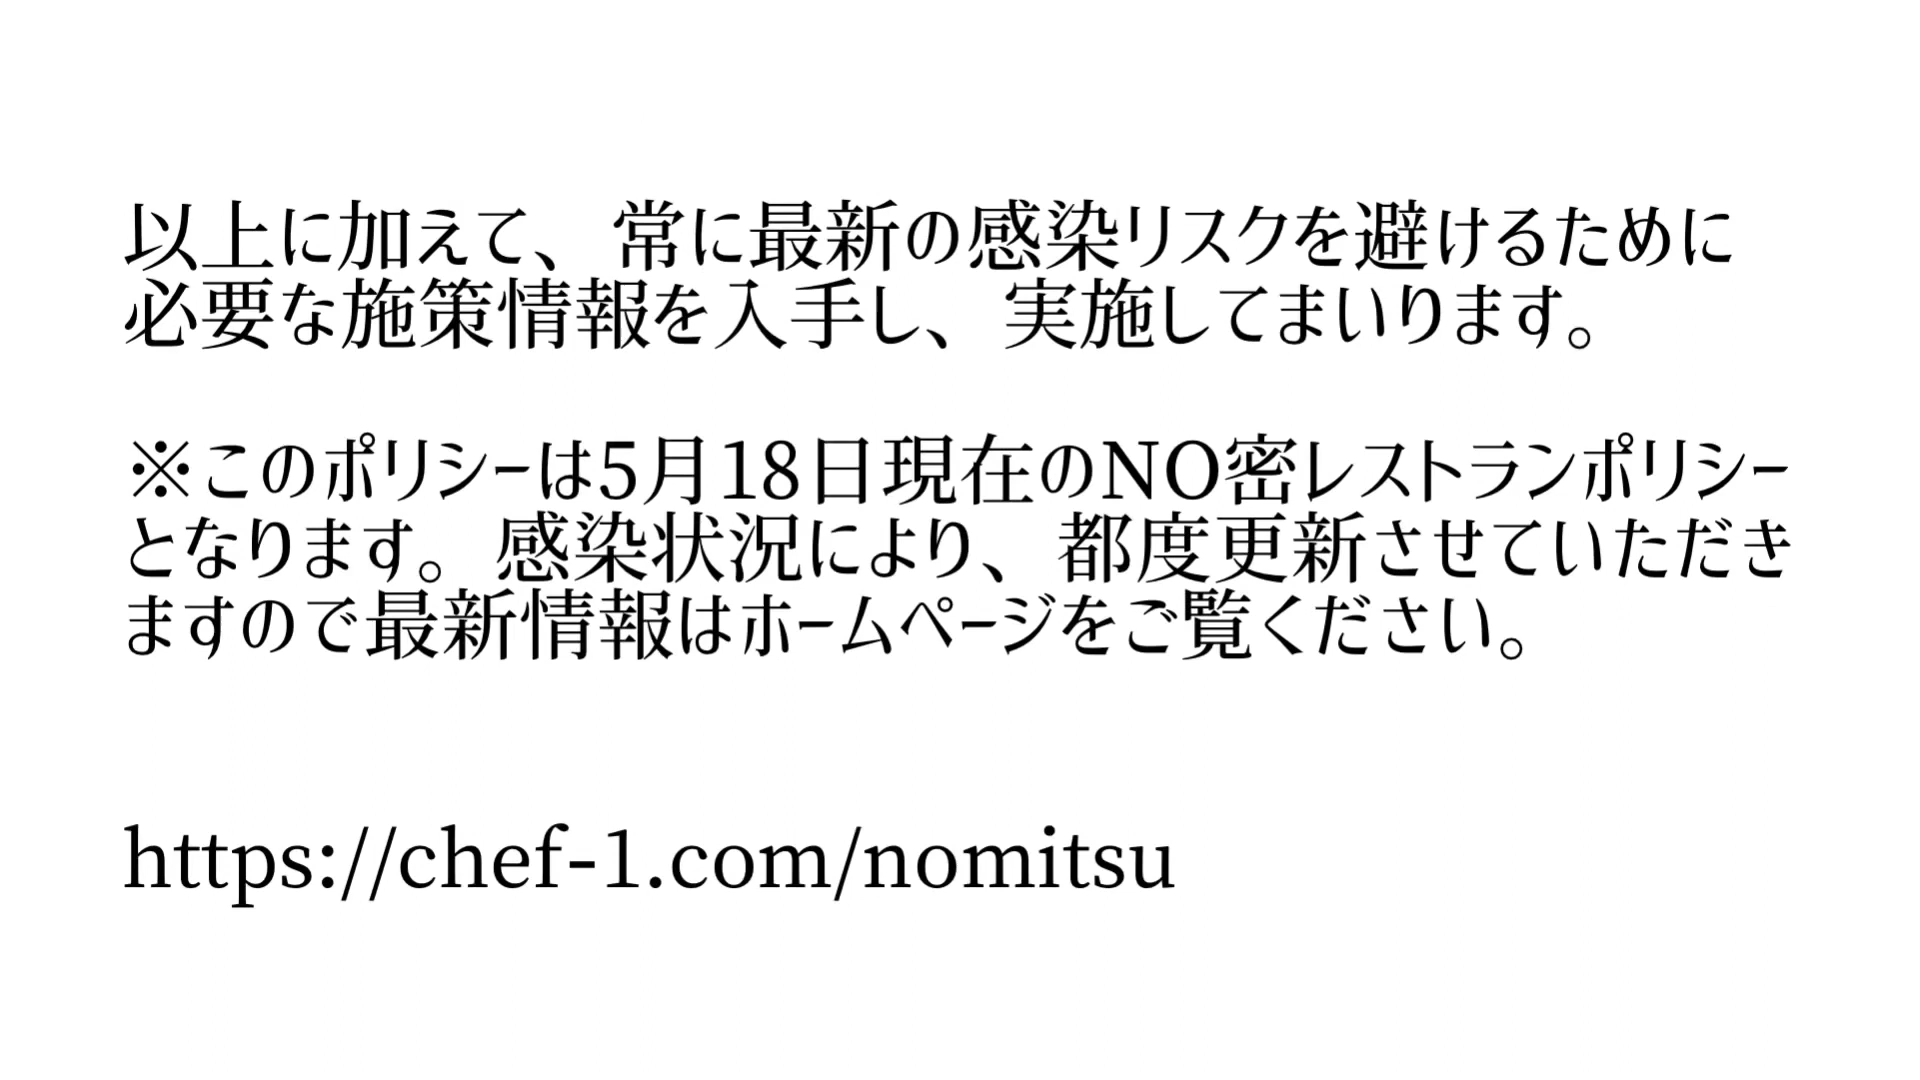 以上に加えて、常に最新の感染リスクを避けるために
必要な施策情報を入手し、実施してまいります。
※このポリシーは5月18日現在のNO密レストランポリシー
となります。感染状況により、都度更新させていただき
ますので最新情報はホームページをご覧ください。
https://chef-1.com/nomitsu